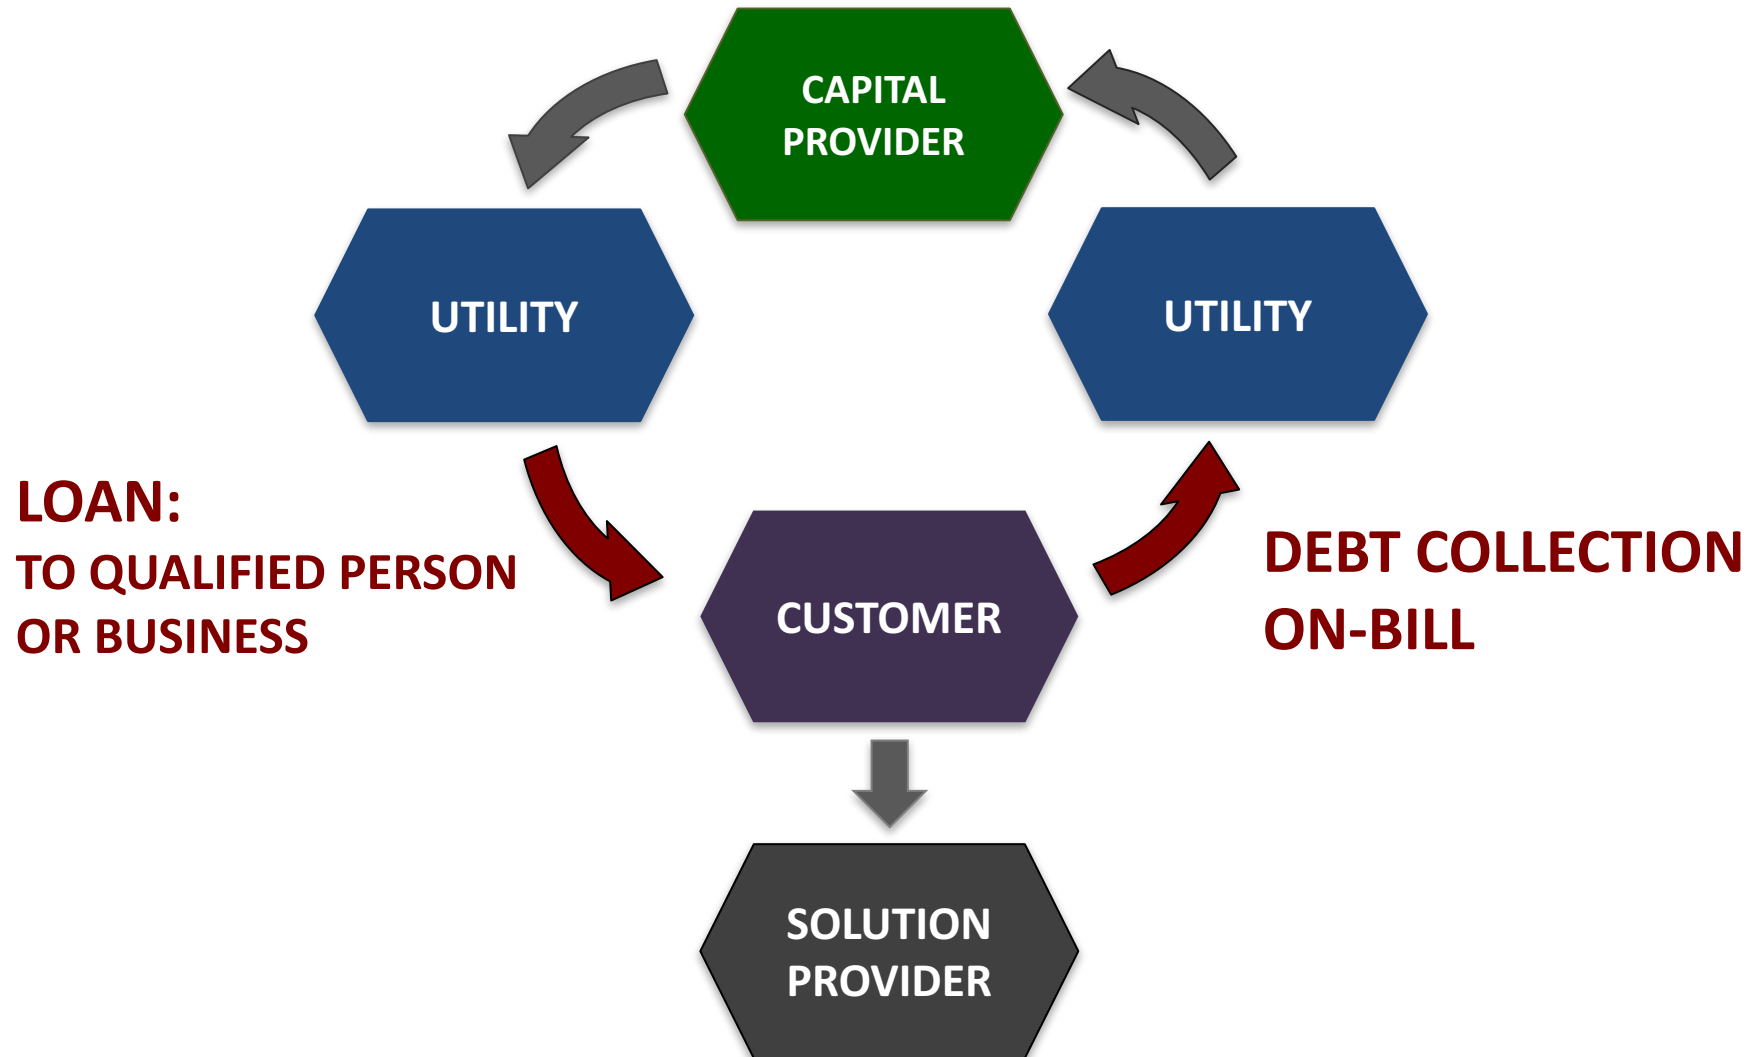 CAPITAL
PROVIDER
UTILITY
UTILITY
LOAN:
TO QUALIFIED PERSON
OR BUSINESS
DEBT COLLECTION
ON-BILL
CUSTOMER
SOLUTION
PROVIDER